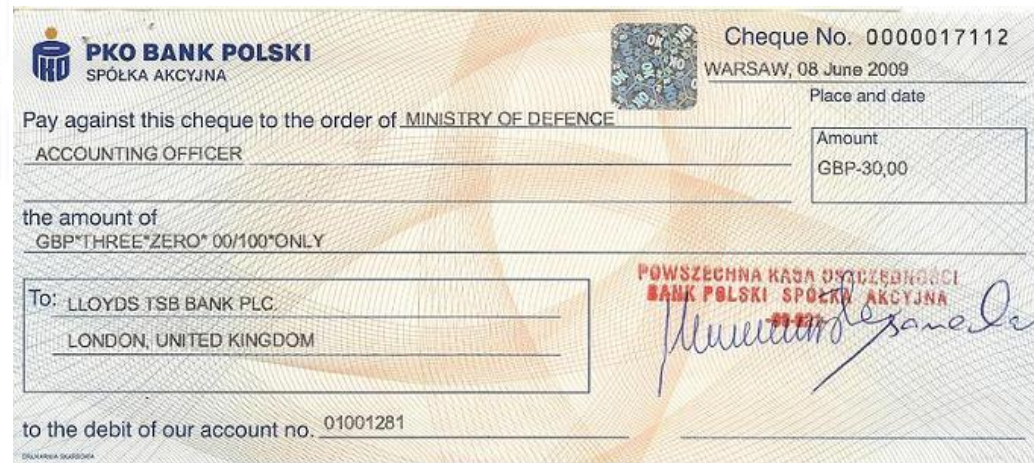 PKO BANK POLSKI
SPÓŁKA AKCYJNA
Cheque No. 0000017112
WARSAW, 08 June 2009
Place and date
Pay against this cheque to the order of MINISTRY OF DEFENCE
ACCOUNTING OFFICER
Amount
GBP-30,00
the amount of
GBP*THREE*ZERO* 00/100*ONLY
POWSZECHNA KASA OSZCZĘDNOŚCI
BANK POLSKI SPÓŁKA AKCYJNA
To: LLOYDS TSB BANK PLC.
LONDON, UNITED KINGDOM
to the debit of our account no. 01001281